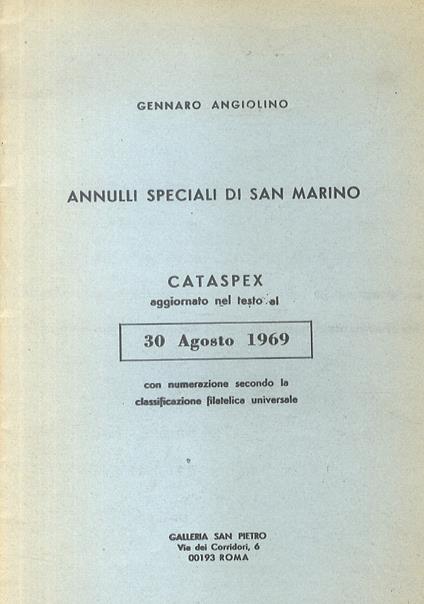 GENNARO ANGIOLINO
ANNULLI SPECIALI DI SAN MARINO
CATASPEX
aggiornato nel testo al
30 Agosto 1969
con numerazione secondo la
classificazione filatelica universale
GALLERIA SAN PIETRO
Via dei Corridori, 6
00193 ROMA